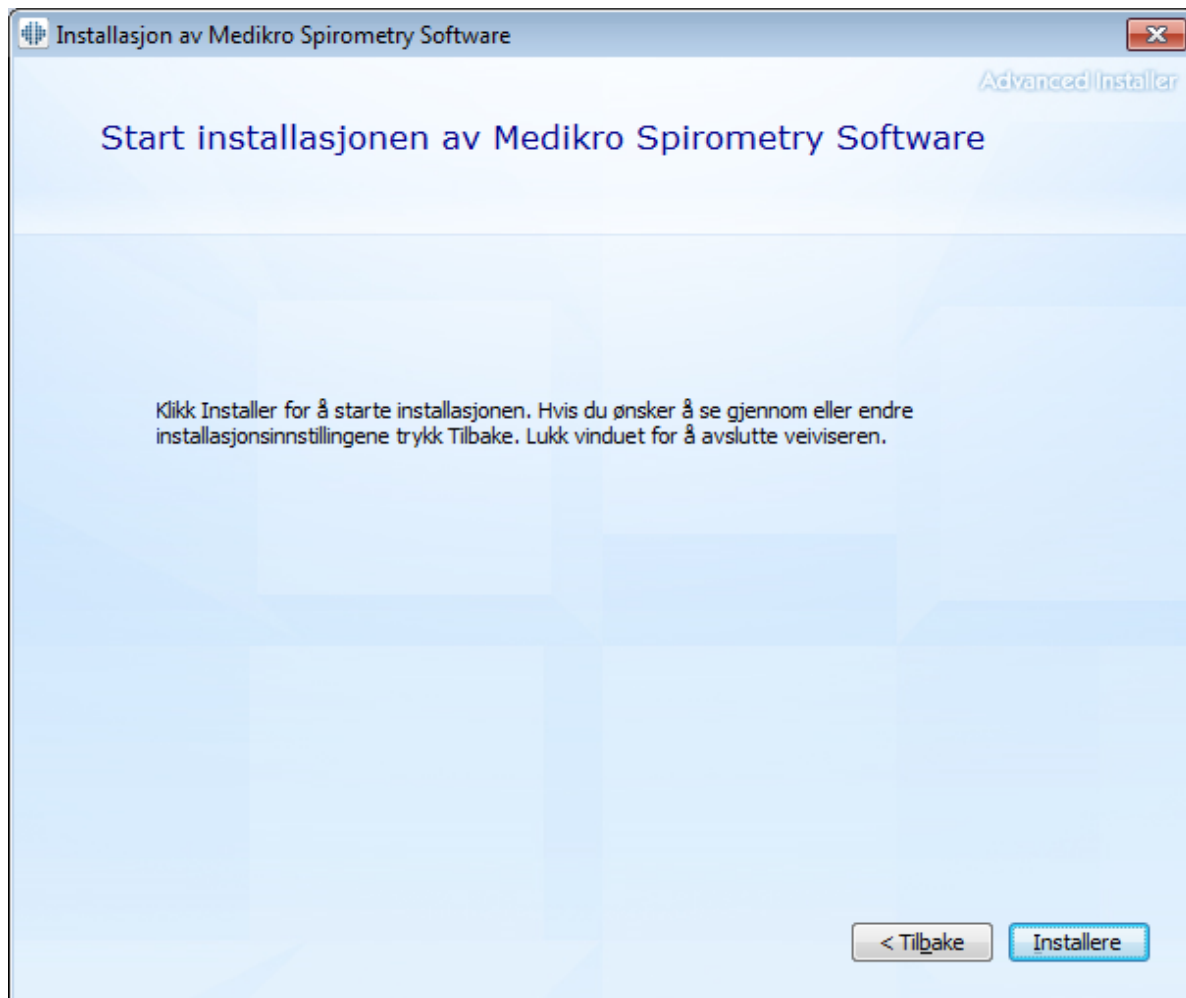 Installasjon av Medikro Spirometry Software
Advanced Installer
Start installasjonen av Medikro Spirometry Software
Klikk Installer for å starte installasjonen. Hvis du ønsker å se gjennom eller endre
installasjonsinnstillingene trykk Tilbake. Lukk vinduet for å avslutte veiviseren.
< Tilbake
Installere